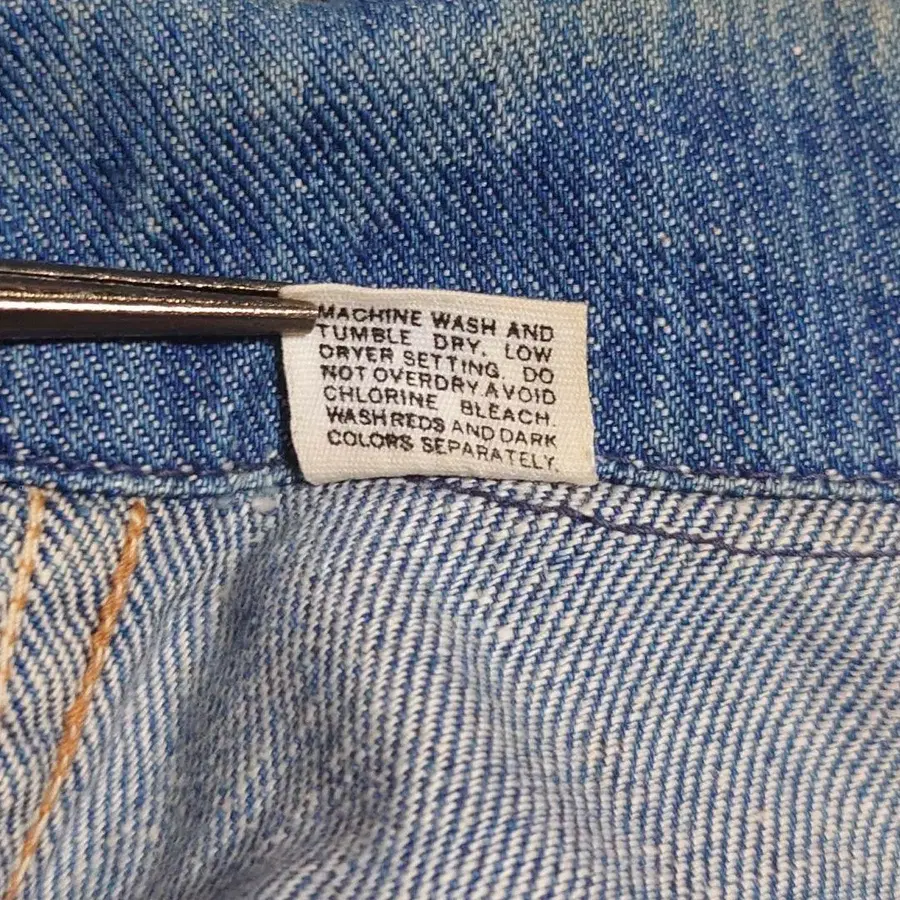 MACHINE WASH AND
TUMBLE DRY. LOW
DRYER SETTING. DO
NOT OVERDRY. AVOID
CHLORINE BLEACH.
WASH REDS AND DARK
COLORS SEPARATELY.